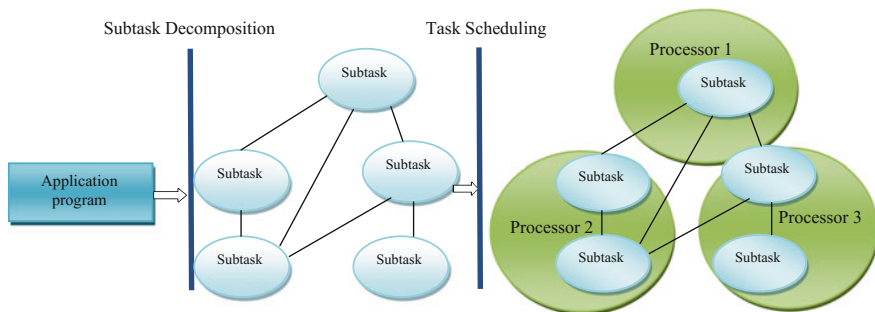 Subtask Decomposition
Task Scheduling
Application
program
Subtask
Subtask
Subtask
Subtask
Subtask
Processor 1
Subtask
Subtask
Subtask
Processor 2
Subtask
Processor 3
Subtask